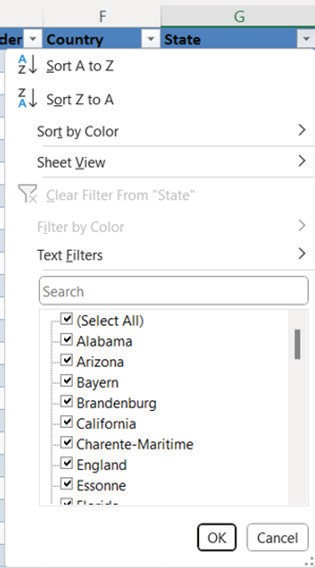 F G
der Country State
Sort A to Z
Sort Z to A
Sort by Color
Sheet View
Clear Filter From "State"
Filter by Color
Text Filters
Search
(Select All)
Alabama
Arizona
Bayern
Brandenburg
California
Charente-Maritime
England
Essonne
OK Cancel